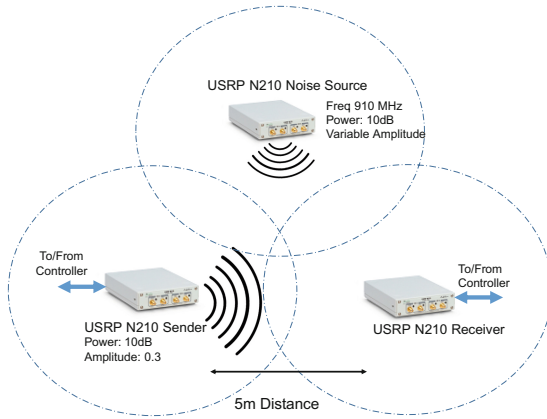 USRP N210 Noise Source
Freq 910 MHz
Power: 10dB
Variable Amplitude
To/From
Controller
To/From
Controller
USRP N210 Sender
Power: 10dB
Amplitude: 0.3
USRP N210 Receiver
5m Distance